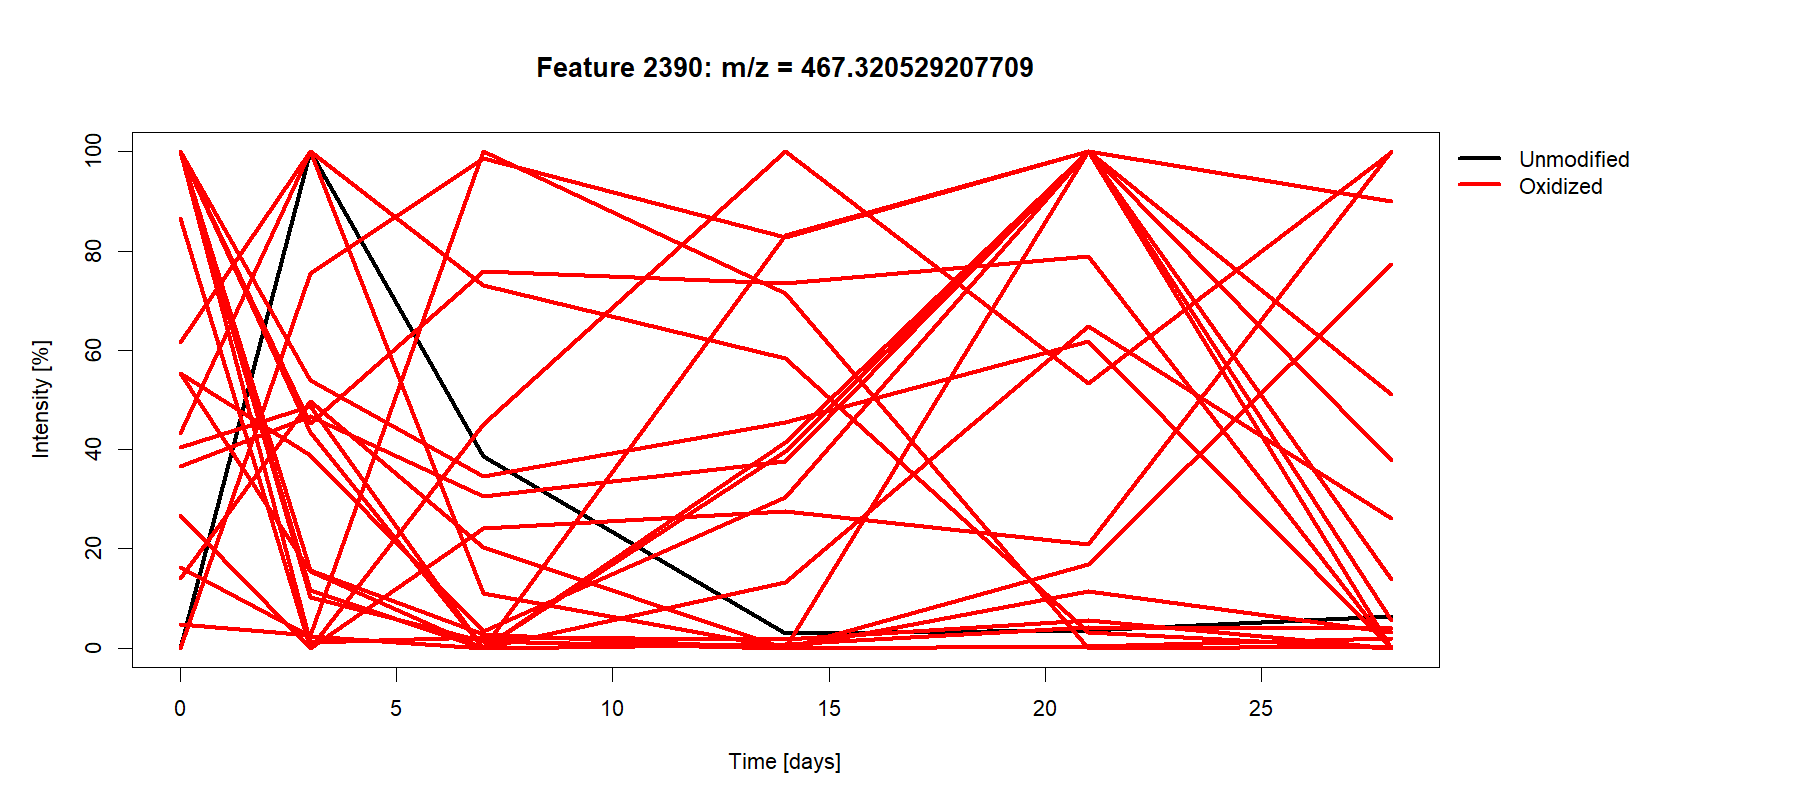 Feature 2390: m/z = 467.320529207709
Unmodified
Oxidized
Intensity [%]
100
80
60
40
20
0
0 5 10 15 20 25
Time [days]